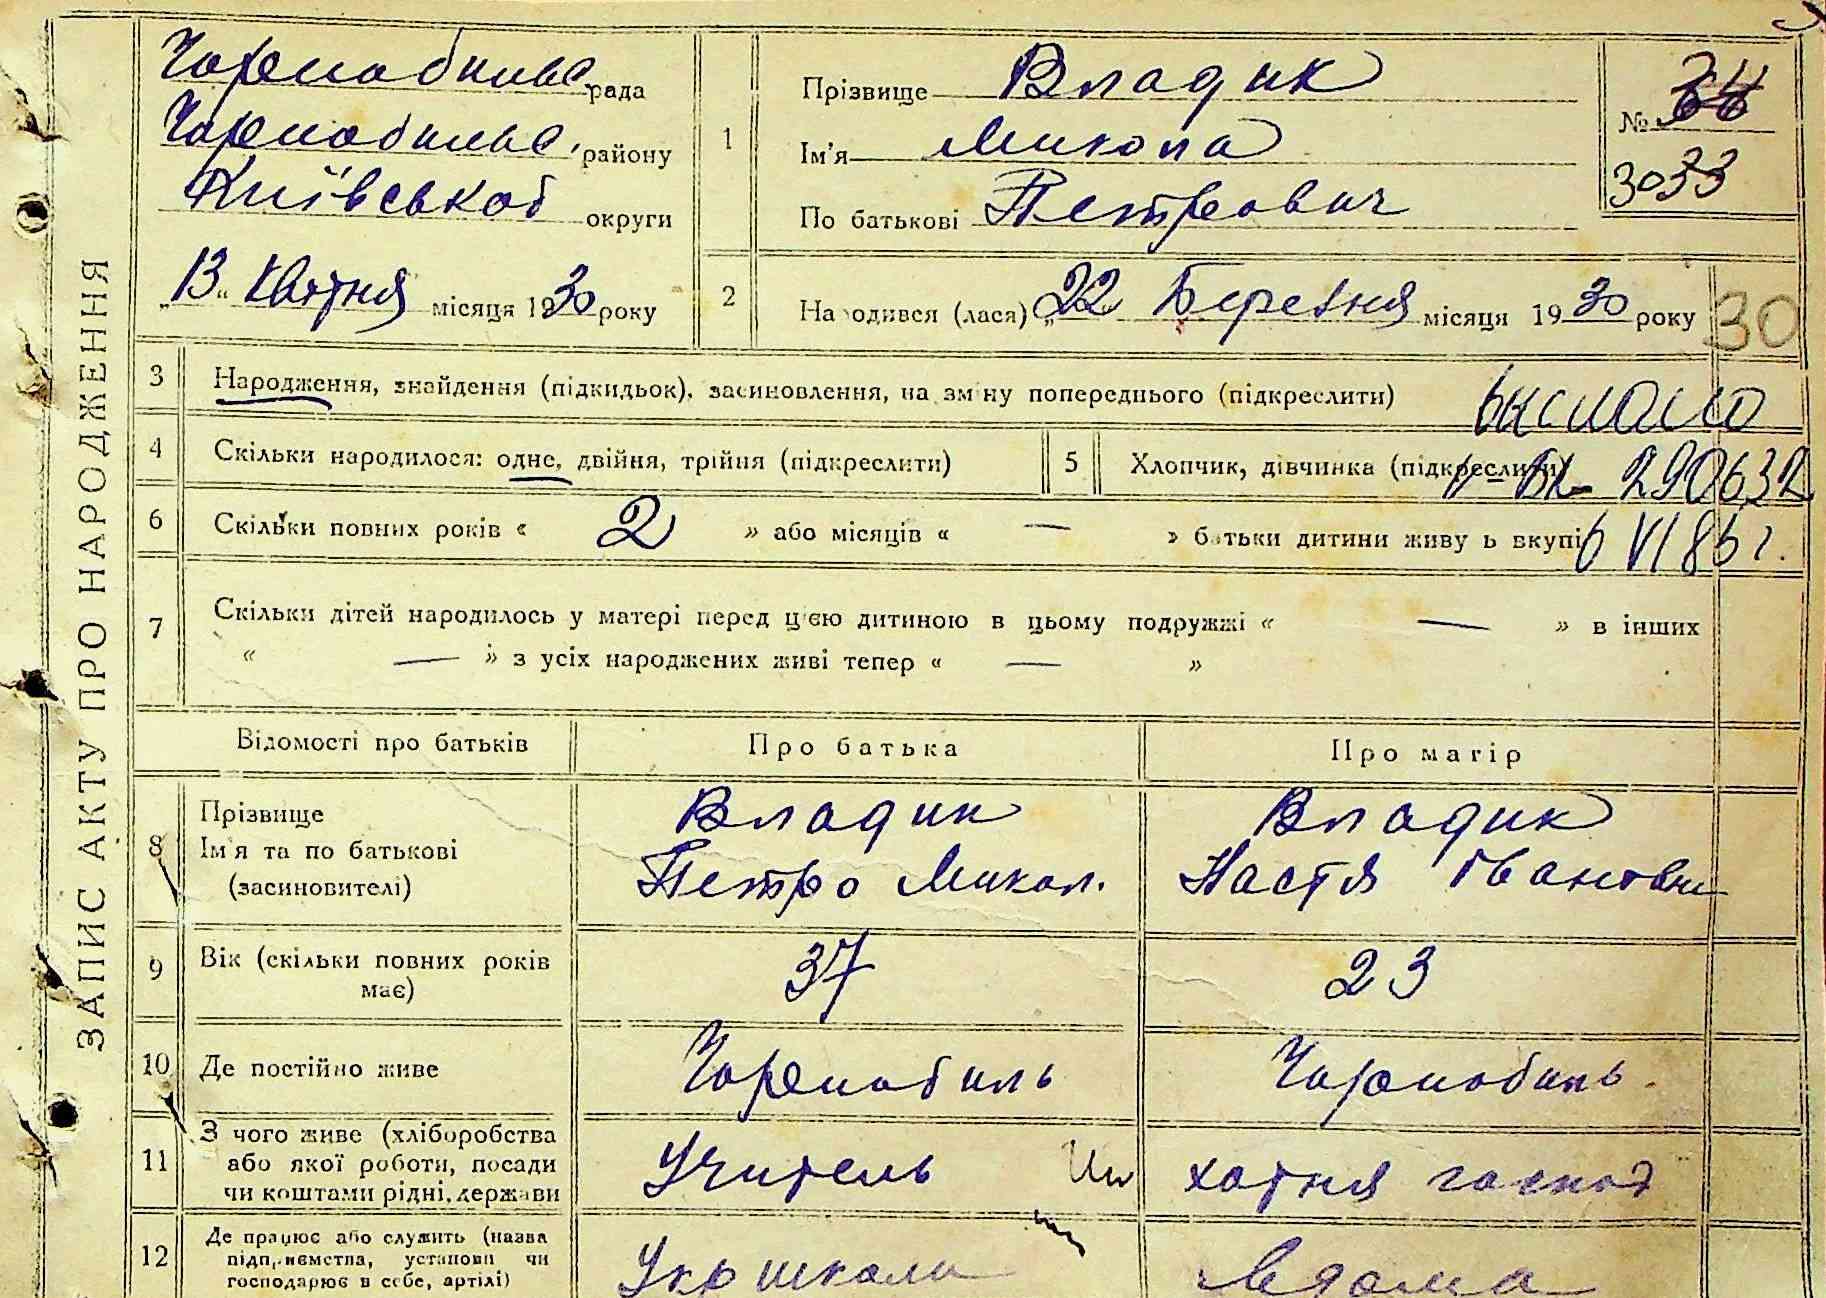 ЗАПИС АКТУ ПРО НАРОДЖЕННЯ
Чорнобильс. рада
Чорнобильс. району
Київської округи
„13“ Квітня місяця 1930 року
1
Прізвище Владик
Ім'я Микола
По батькові Петрович
№
3033
2
Народився (лася) „22 Березня місяця 1930 року
30
3 Народження, знайдення (підкидьок), засиновлення, на зміну попереднього (підкреслити)
выслано
4 Скільки народилося: одне, двійня, трійня (підкреслити)
5 Хлопчик, дівчинка (підкреслити)
290632
6 Скільки повних років « 2 » або місяців « — » батьки дитини живуть вкупі
6 VI 85 г.
7 Скільки дітей народилось у матері перед цією дитиною в цьому подружжі « — » в інших
« — » з усіх народжених живі тепер « — »
Відомості про батьків Про батька Про матір
8 Прізвище
Ім'я та по батькові
(засиновителі)
Владик
Петро Микол.
Владик
Настя Івановна
9 Вік (скільки повних років
має)
37
23
10 Де постійно живе
Чорнобиль
Чорнобиль
11 З чого живе (хліборобства
або якої роботи, посади
чи коштами рідні, держави
Учитель
хатня господ
12 Де працює або служить (назва
підприємства, установи чи
господарює в себе, артілі)
Укршкола
вдома